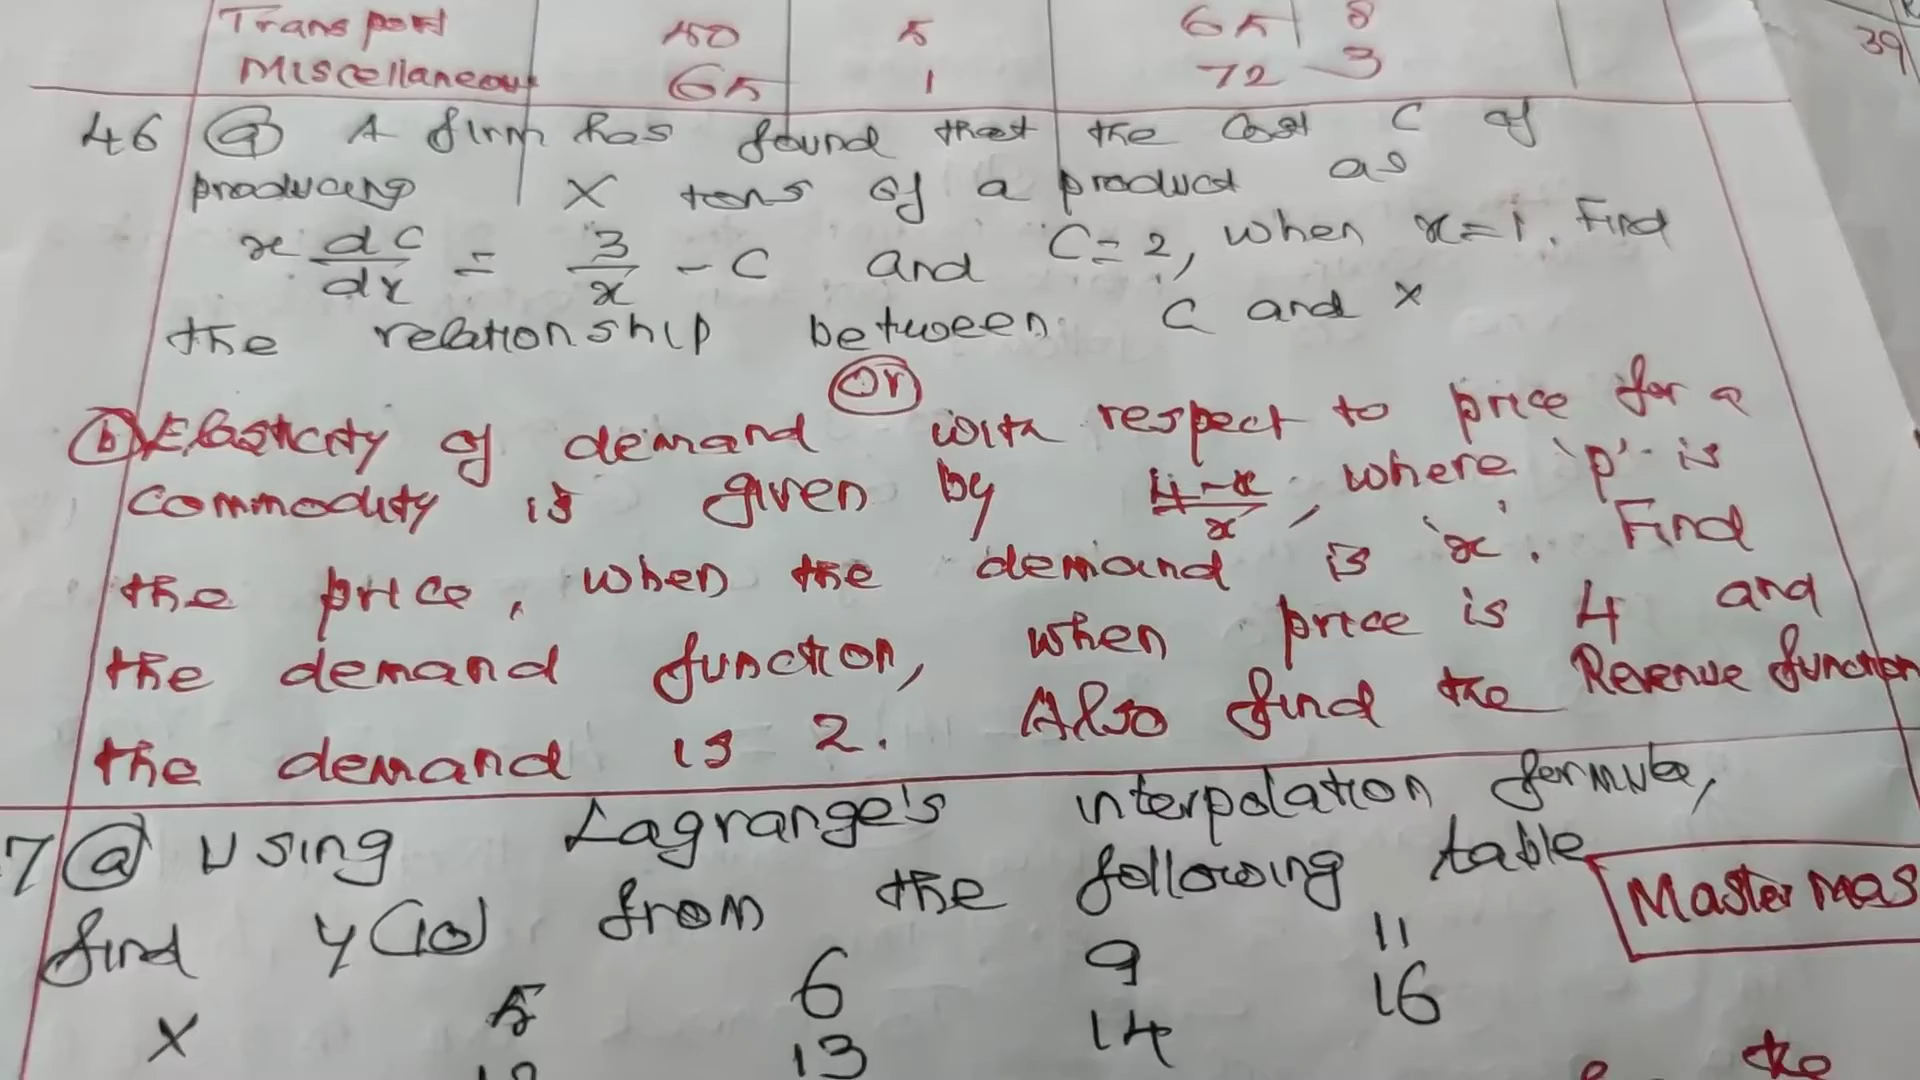 Transport 50 5 65 8
Miscellaneous 65 1 72 3
39
46 (a) A firm has found that the Cost C of
producing X tons of a product as
x dC/dx = 3/x - C and C=2, when x=1. Find
the relationship between C and x
Or
(b) Elasticity of demand with respect to price for a
commodity is given by 4-x/x, where 'p' is
the price, when the demand is 'x'. Find
the demand function, when price is 4 and
the demand is 2. Also find the Revenue function
7 (a) Using Lagrange's interpolation formula,
find y(10) from the following table
Master mas
X 5 6 9 11
13 14 16
the